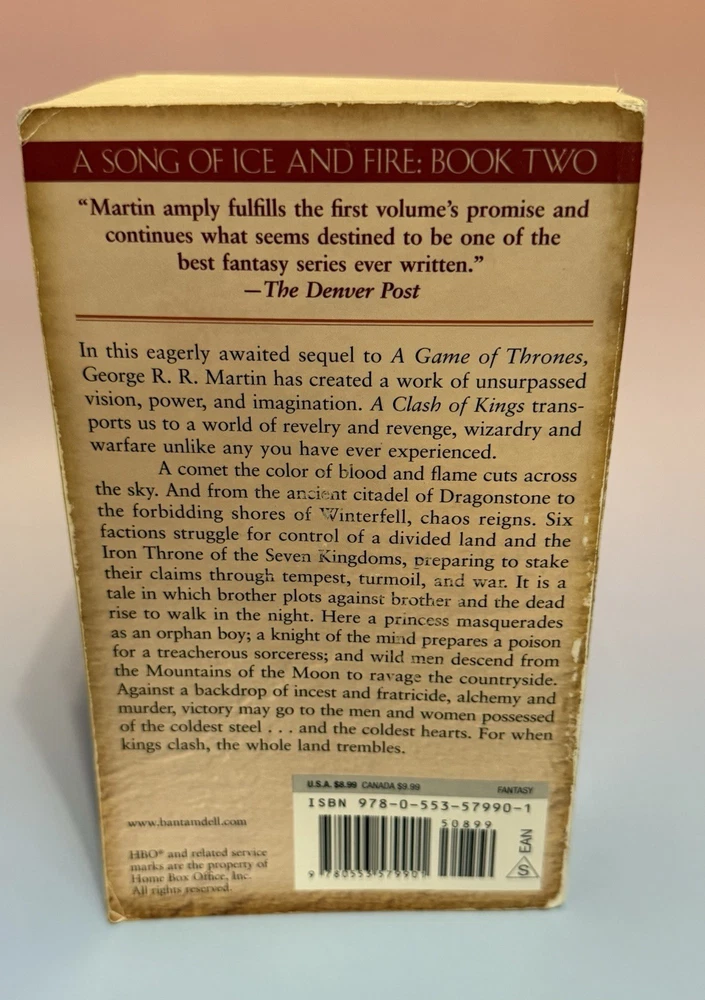 A SONG OF ICE AND FIRE: BOOK TWO
“Martin amply fulfills the first volume’s promise and
continues what seems destined to be one of the
best fantasy series ever written.”
—The Denver Post
In this eagerly awaited sequel to A Game of Thrones,
George R. R. Martin has created a work of unsurpassed
vision, power, and imagination. A Clash of Kings trans-
ports us to a world of revelry and revenge, wizardry and
warfare unlike any you have ever experienced.
A comet the color of blood and flame cuts across
the sky. And from the ancient citadel of Dragonstone to
the forbidding shores of Winterfell, chaos reigns. Six
factions struggle for control of a divided land and the
Iron Throne of the Seven Kingdoms, preparing to stake
their claims through tempest, turmoil, and war. It is a
tale in which brother plots against brother and the dead
rise to walk in the night. Here a princess masquerades
as an orphan boy; a knight of the mind prepares a poison
for a treacherous sorceress; and wild men descend from
the Mountains of the Moon to ravage the countryside.
Against a backdrop of incest and fratricide, alchemy and
murder, victory may go to the men and women possessed
of the coldest steel . . . and the coldest hearts. For when
kings clash, the whole land trembles.
U.S.A. $8.99 CANADA $9.99
FANTASY
ISBN 978-0-553-57990-1
50899
EAN
S
9 780553 579901
www.bantamdell.com
HBO® and related service
marks are the property of
Home Box Office, Inc.
All rights reserved.